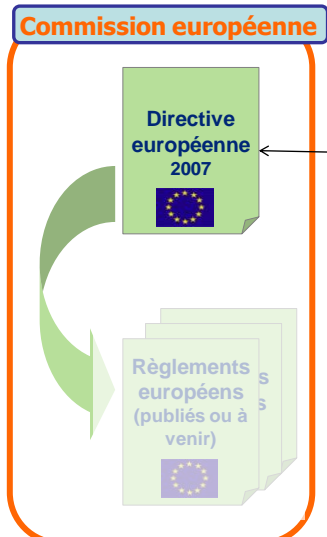 Commission européenne
Directive
européenne
2007
Règlements
européens
(publiés ou à
venir)
s
s